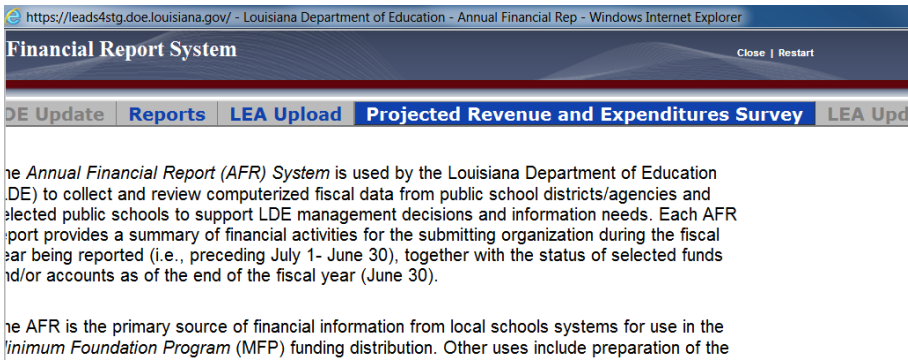 https://leads4stg.doe.louisiana.gov/ - Louisiana Department of Education - Annual Financial Rep - Windows Internet Explorer
Financial Report System
Close | Restart
DE Update Reports LEA Upload Projected Revenue and Expenditures Survey LEA Upd
he Annual Financial Report (AFR) System is used by the Louisiana Department of Education
LDE) to collect and review computerized fiscal data from public school districts/agencies and
elected public schools to support LDE management decisions and information needs. Each AFR
eport provides a summary of financial activities for the submitting organization during the fiscal
ear being reported (i.e., preceding July 1- June 30), together with the status of selected funds
nd/or accounts as of the end of the fiscal year (June 30).
he AFR is the primary source of financial information from local schools systems for use in the
Minimum Foundation Program (MFP) funding distribution. Other uses include preparation of the